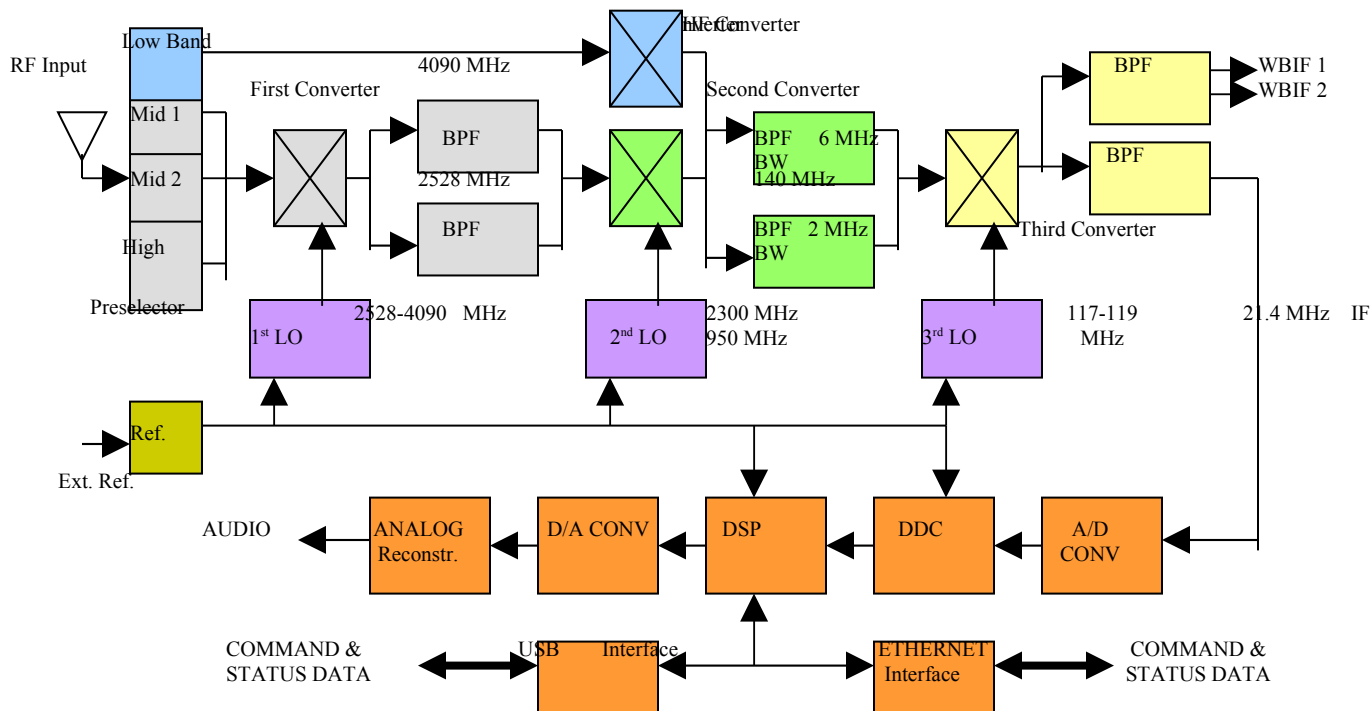 Low Band
HF Converter
RF Input
4090 MHz
BPF
WBIF 1
First Converter
Second Converter
WBIF 2
Mid 1
BPF
BPF 6 MHz
BW
140 MHz
BPF
Mid 2
2528 MHz
High
BPF
BPF 2 MHz
BW
Third Converter
Preselector
2528-4090 MHz
2300 MHz
950 MHz
117-119
MHz
21.4 MHz IF
1st LO
2nd LO
3rd LO
Ref.
Ext. Ref.
AUDIO
ANALOG
Reconstr.
D/A CONV
DSP
DDC
A/D
CONV
COMMAND &
STATUS DATA
USB Interface
ETHERNET
Interface
COMMAND &
STATUS DATA